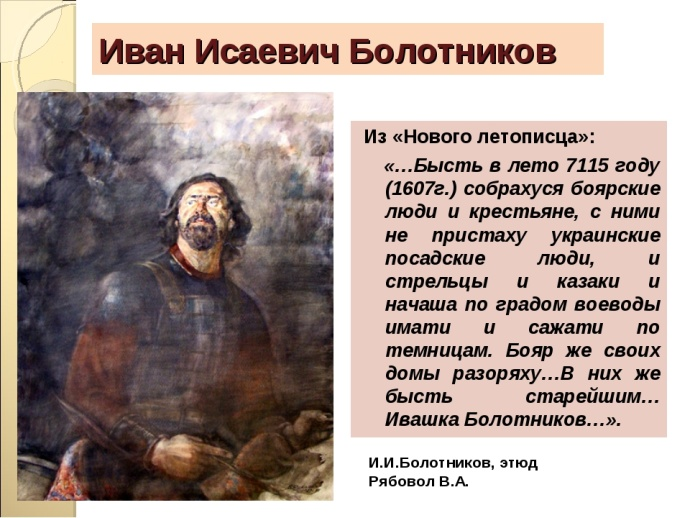 Иван Исаевич Болотников
Из «Нового летописца»:
«…Бысть в лето 7115 году
(1607г.) собрахуся боярские
люди и крестьяне, с ними
не пристаху украинские
посадские люди, и
стрельцы и казаки и
начаша по градом воеводы
имати и сажати по
темницам. Бояр же своих
домы разоряху…В них же
бысть старейшим…
Ивашка Болотников…».
И.И.Болотников, этюд
Рябовол В.А.